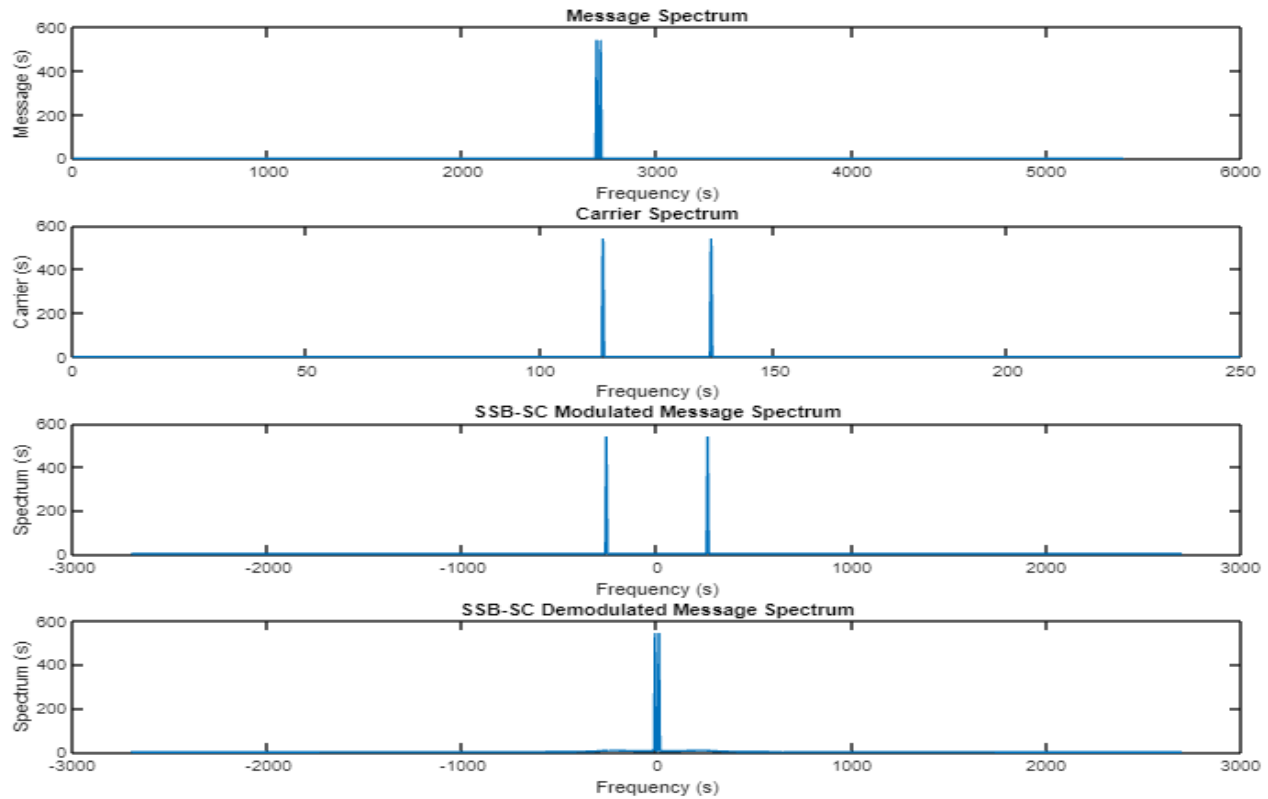 Message Spectrum
600
400
200
0
Message (s)
0 1000 2000 3000 4000 5000 6000
Frequency (s)
Carrier Spectrum
600
400
200
0
Carrier (s)
0 50 100 150 200 250
Frequency (s)
SSB-SC Modulated Message Spectrum
600
400
200
0
Spectrum (s)
-3000 -2000 -1000 0 1000 2000 3000
Frequency (s)
SSB-SC Demodulated Message Spectrum
600
400
200
0
Spectrum (s)
-3000 -2000 -1000 0 1000 2000 3000
Frequency (s)